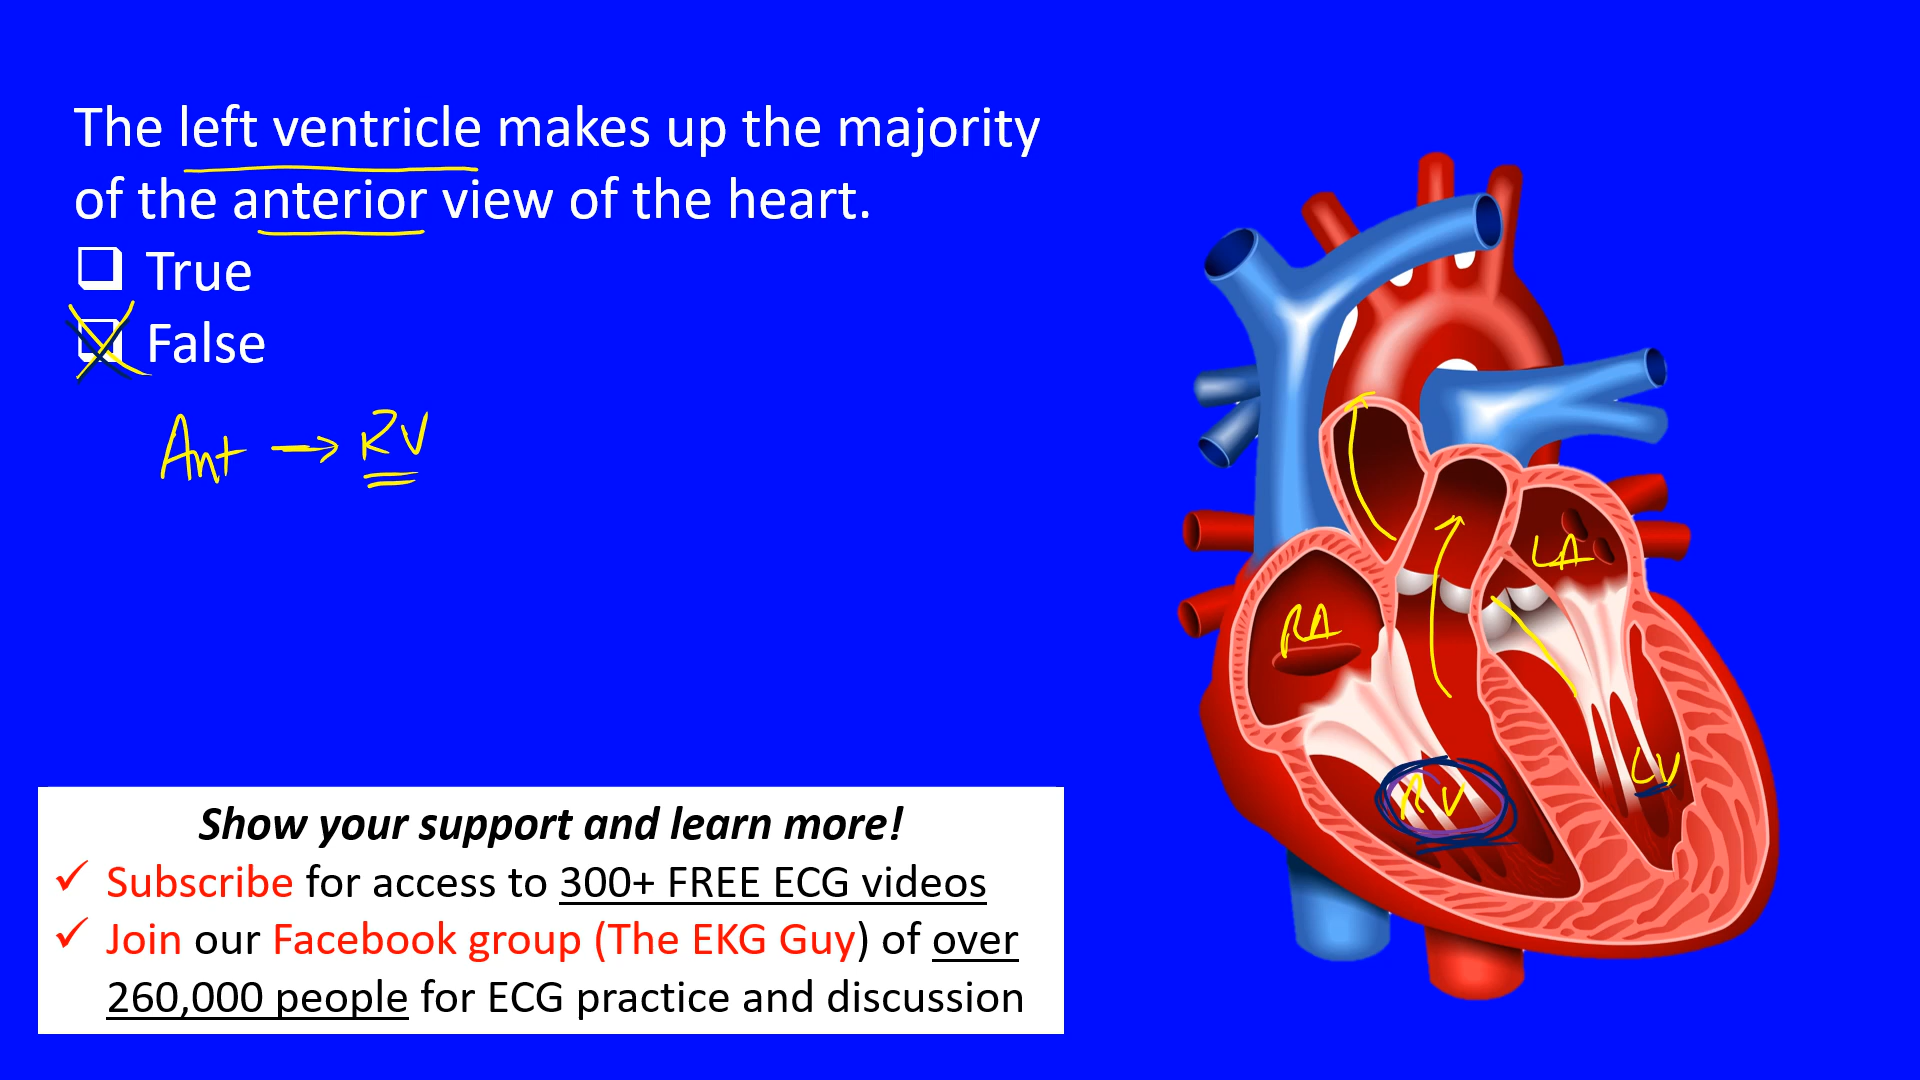 The left ventricle makes up the majority
of the anterior view of the heart.
True
False
Ant → RV
LA
RA
LV
RV
Show your support and learn more!
✓ Subscribe for access to 300+ FREE ECG videos
✓ Join our Facebook group (The EKG Guy) of over
260,000 people for ECG practice and discussion